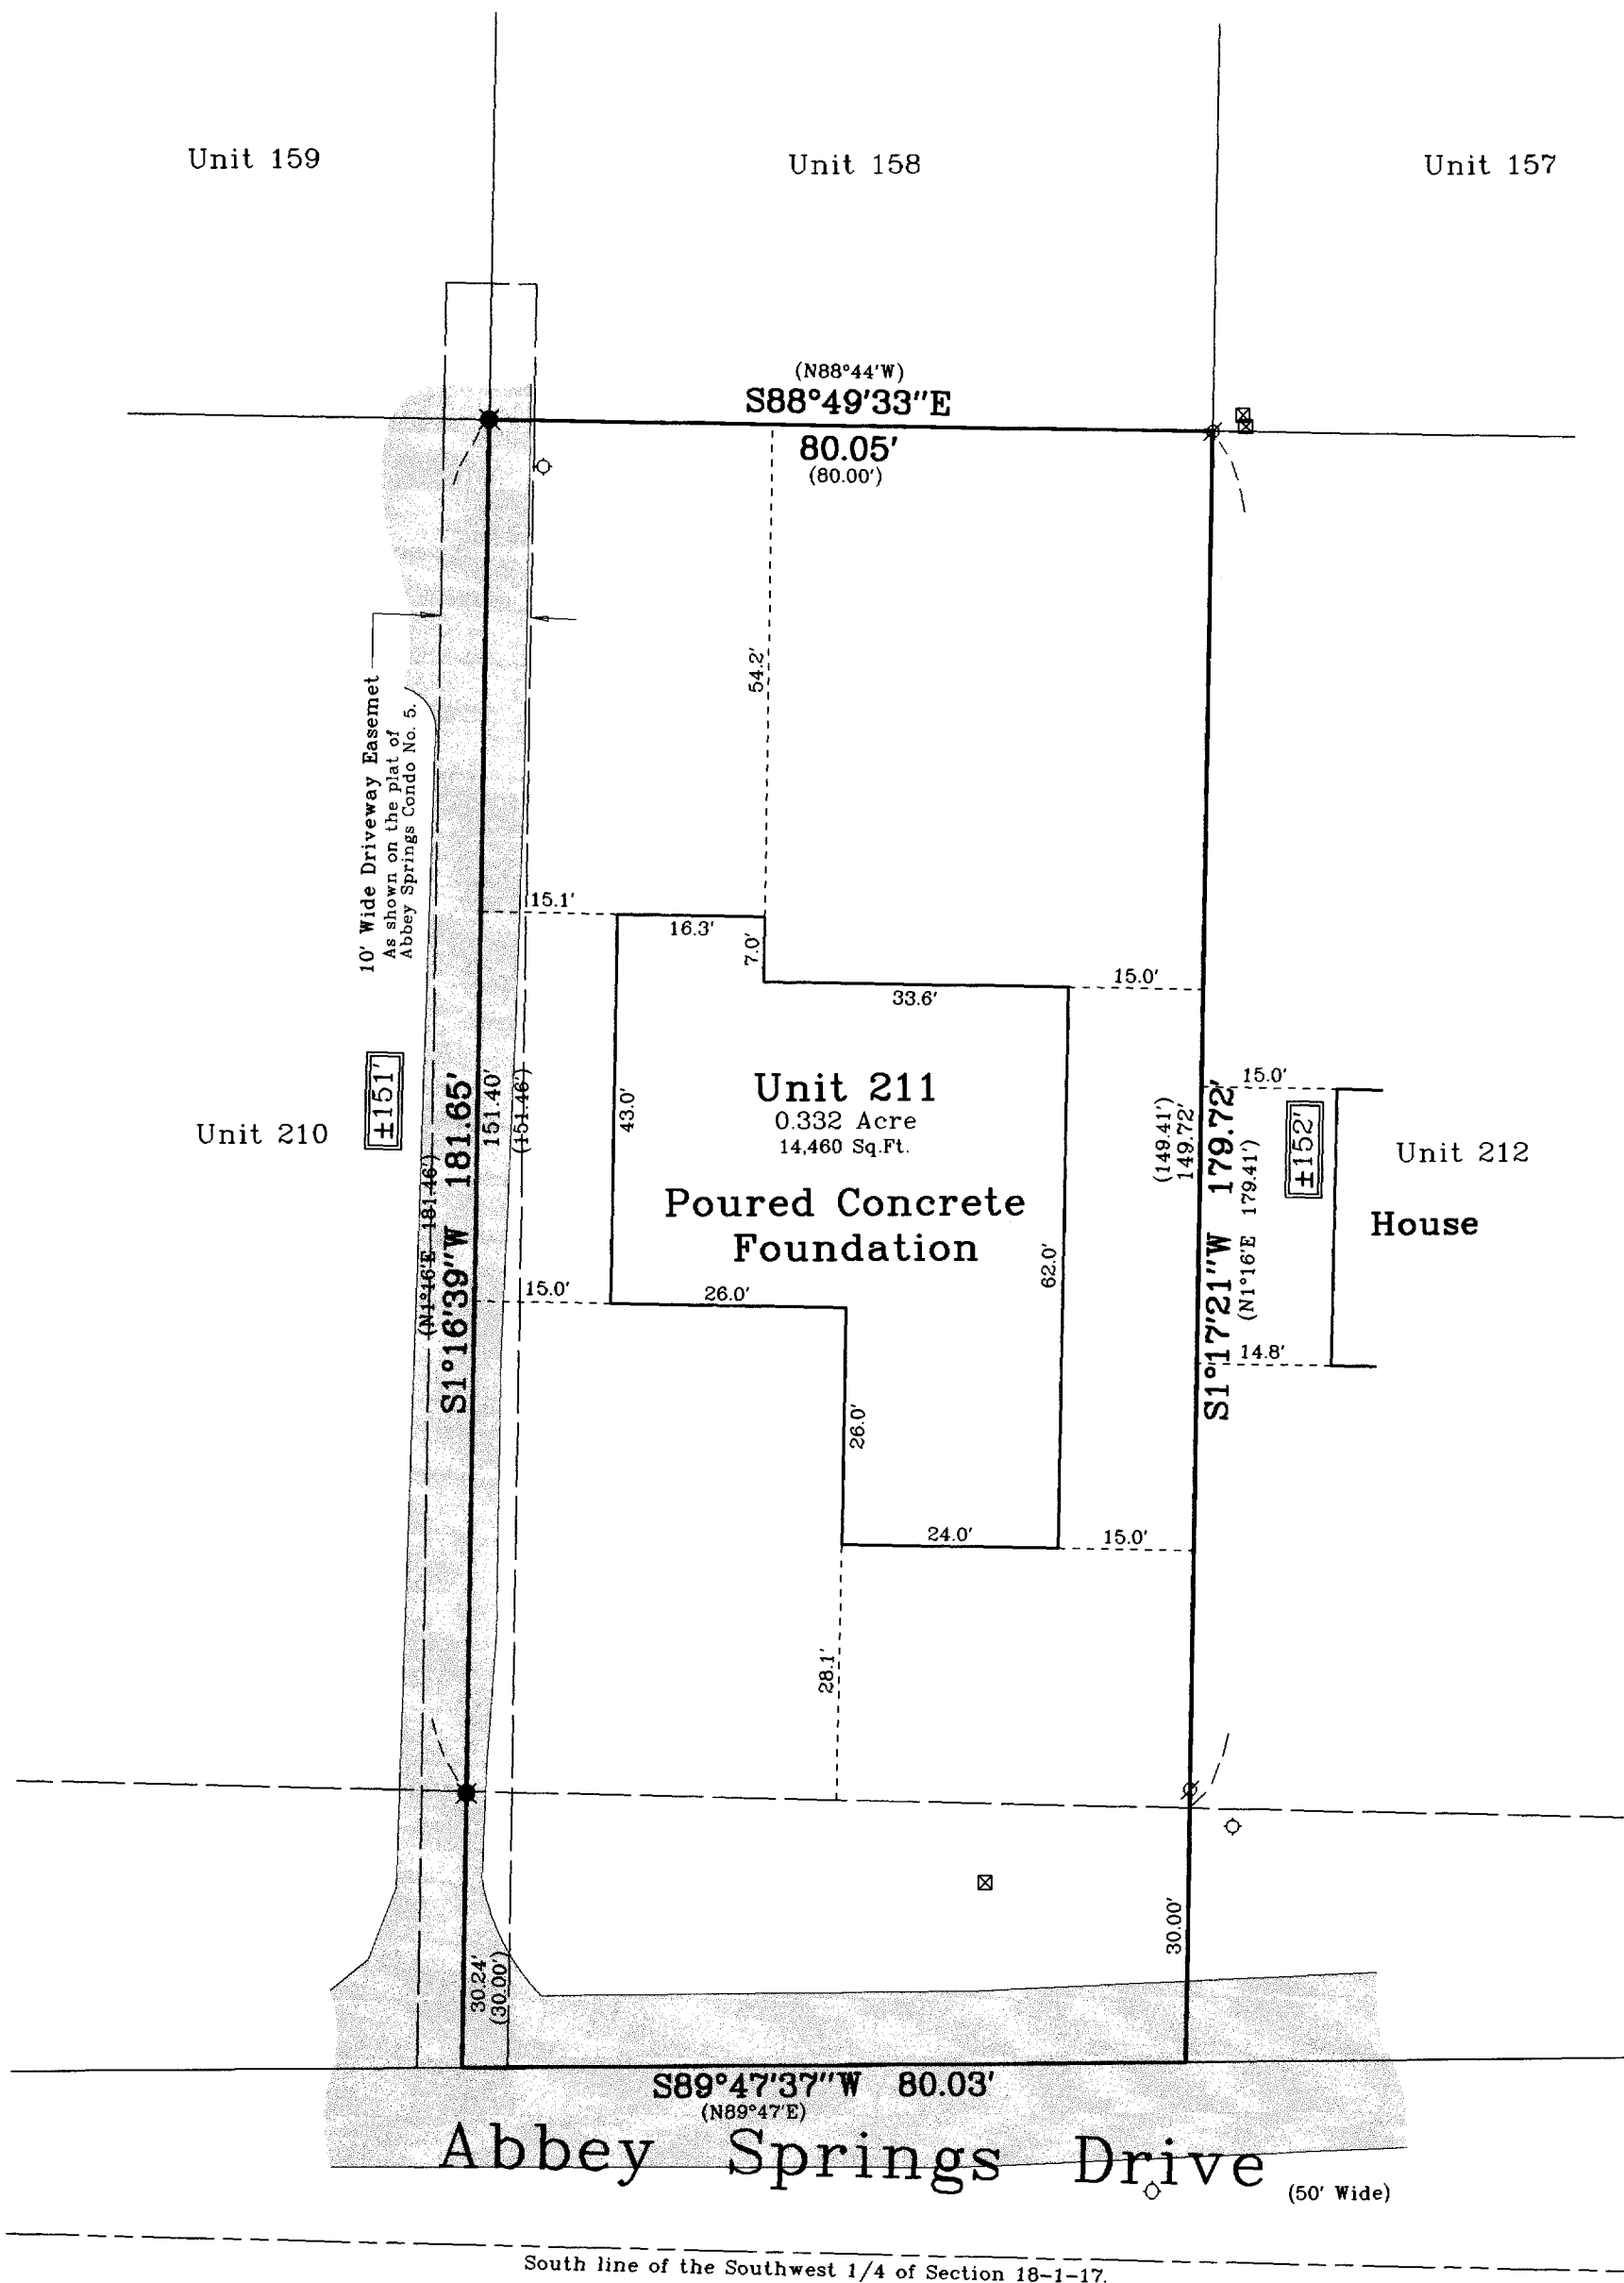 Unit 159
Unit 158
Unit 157
(N88°44'W)
S88°49'33"E
80.05'
(80.00')
54.2'
10' Wide Driveway Easemet
As shown on the plat of
Abbey Springs Condo No. 5.
15.1'
16.3'
7.0'
33.6'
15.0'
±151'
Unit 210
(N1°16'E 181.46')
S1°16'39"W 181.65'
151.40'
(151.46')
43.0'
Unit 211
0.332 Acre
14,460 Sq.Ft.
Poured Concrete
Foundation
62.0'
(149.41')
149.72'
S1°17'21"W 179.72'
(N1°16'E 179.41')
15.0'
±152'
Unit 212
House
14.8'
15.0'
26.0'
26.0'
24.0'
15.0'
28.1'
30.24'
(30.00')
30.00'
S89°47'37"W 80.03'
(N89°47'E)
Abbey Springs Drive
(50' Wide)
South line of the Southwest 1/4 of Section 18-1-17.